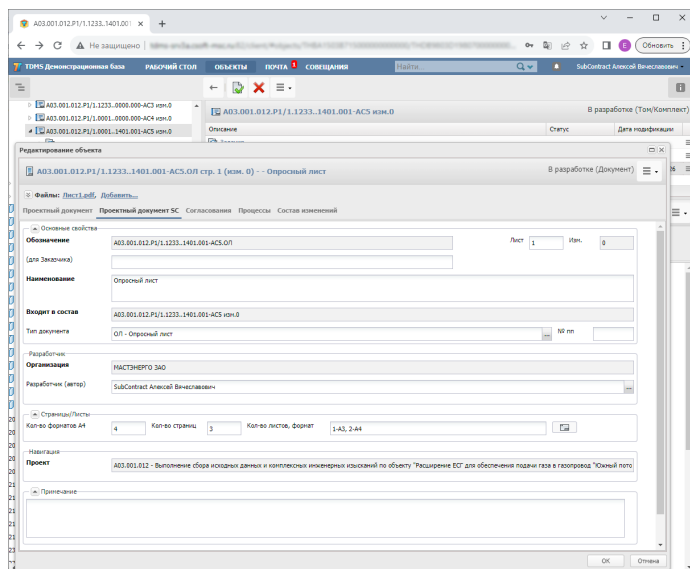 A03.001.012.P1/1.1233..1401.001
Не защищено
Обновить
TDMS Демонстрационная база РАБОЧИЙ СТОЛ ОБЪЕКТЫ ПОЧТА 1 СОВЕЩАНИЯ Найти... SubContract Алексей Вячеславович
A03.001.012.P1/1.1233..0000.000-АС3 изм.0
A03.001.012.P1/1.0001..0000.000-АС4 изм.0
A03.001.012.P1/1.0001..1401.001-АС5 изм.0
A03.001.012.P1/1.1233..1401.001-АС5 изм.0 В разработке (Том/Комплект)
Описание Статус Дата модификации
Редактирование объекта
A03.001.012.P1/1.1233..1401.001-АС5.ОЛ стр. 1 (изм. 0) - - Опросный лист В разработке (Документ)
Файлы: Лист1.pdf, Добавить...
Проектный документ Проектный документ 5С Согласования Процессы Состав изменений
Основные свойства
Обозначение A03.001.012.P1/1.1233..1401.001-АС5.ОЛ Лист 1 Изм. 0
(для Заказчика)
Наименование Опросный лист
Входит в состав A03.001.012.P1/1.1233..1401.001-АС5 изм.0
Тип документа ОЛ - Опросный лист ... № пп
Разработчик
Организация МАСТЭНЕРГО ЗАО
Разработчик (автор) SubContract Алексей Вячеславович ...
Страницы/Листы
Кол-во форматов А4 4 Кол-во страниц 3 Кол-во листов, формат 1-А3, 2-А4
Навигация
Проект A03.001.012 - Выполнение сбора исходных данных и комплексных инженерных изысканий по объекту "Расширение ЕСГ для обеспечения подачи газа в газопровод "Южный пото
Примечание
ОК Отмена